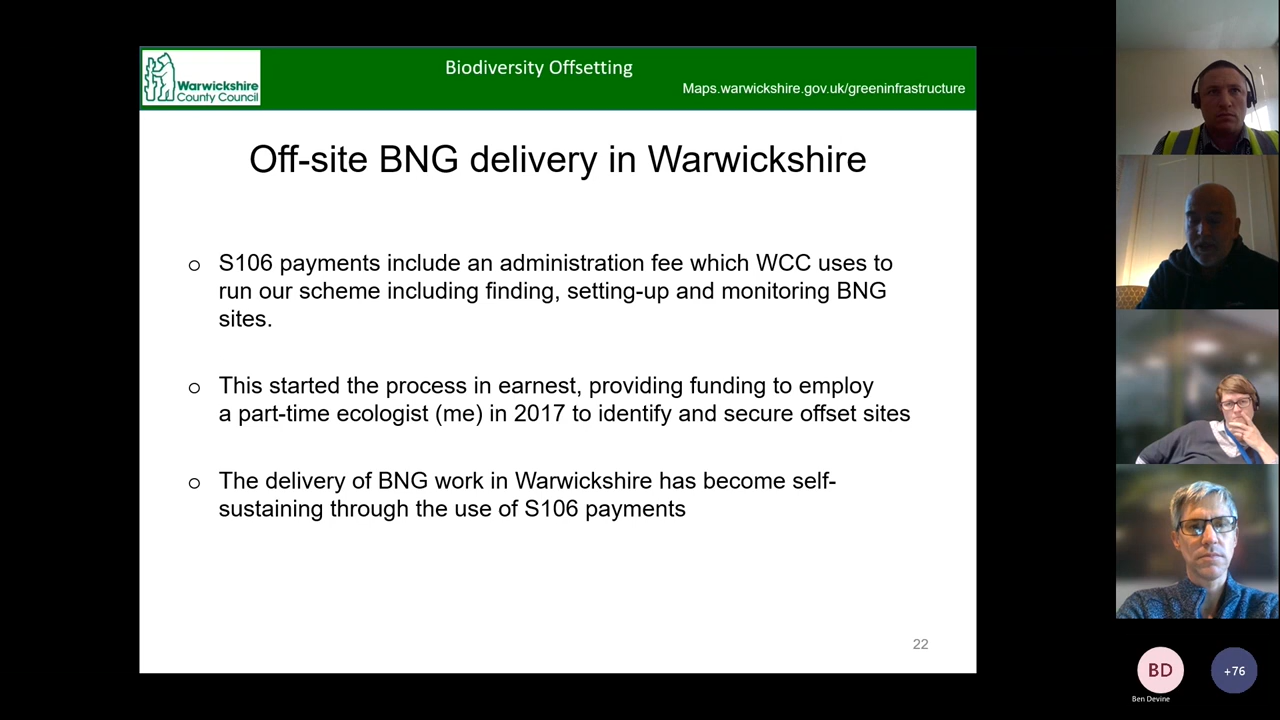 Warwickshire
County Council
Biodiversity Offsetting
Maps.warwickshire.gov.uk/greeninfrastructure
Off-site BNG delivery in Warwickshire
o S106 payments include an administration fee which WCC uses to
run our scheme including finding, setting-up and monitoring BNG
sites.
o This started the process in earnest, providing funding to employ
a part-time ecologist (me) in 2017 to identify and secure offset sites
o The delivery of BNG work in Warwickshire has become self-
sustaining through the use of S106 payments
22
BD
Ben Devine
+76